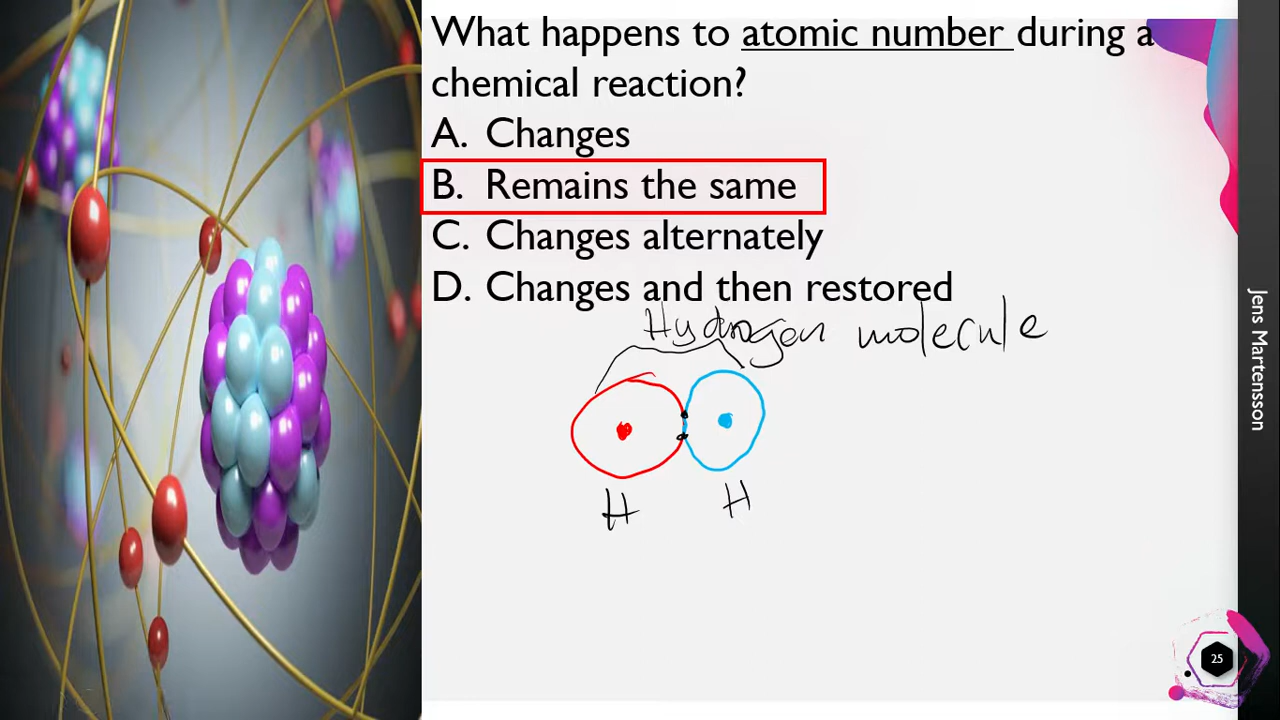 What happens to atomic number during a
chemical reaction?
A. Changes
B. Remains the same
C. Changes alternately
D. Changes and then restored
Hydrogen molecule
H H
Jens Martensson
25